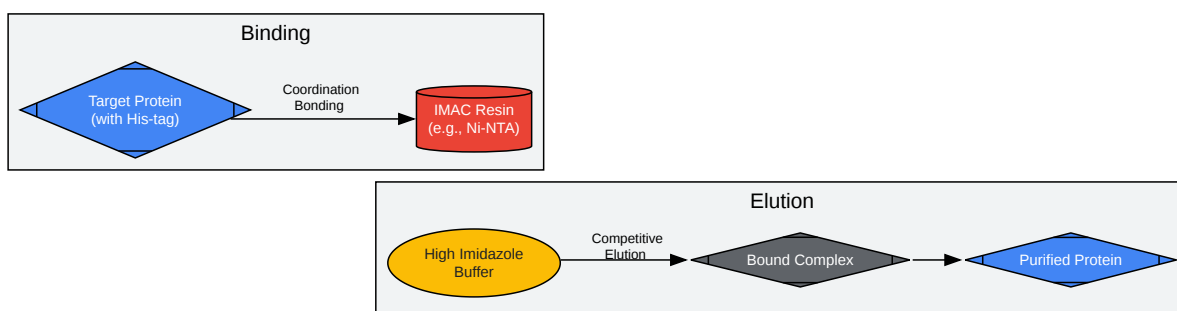 Binding
Target Protein
(with His-tag)
Coordination
Bonding
IMAC Resin
(e.g., Ni-NTA)
Elution
High Imidazole
Buffer
Competitive
Elution
Bound Complex
Purified Protein